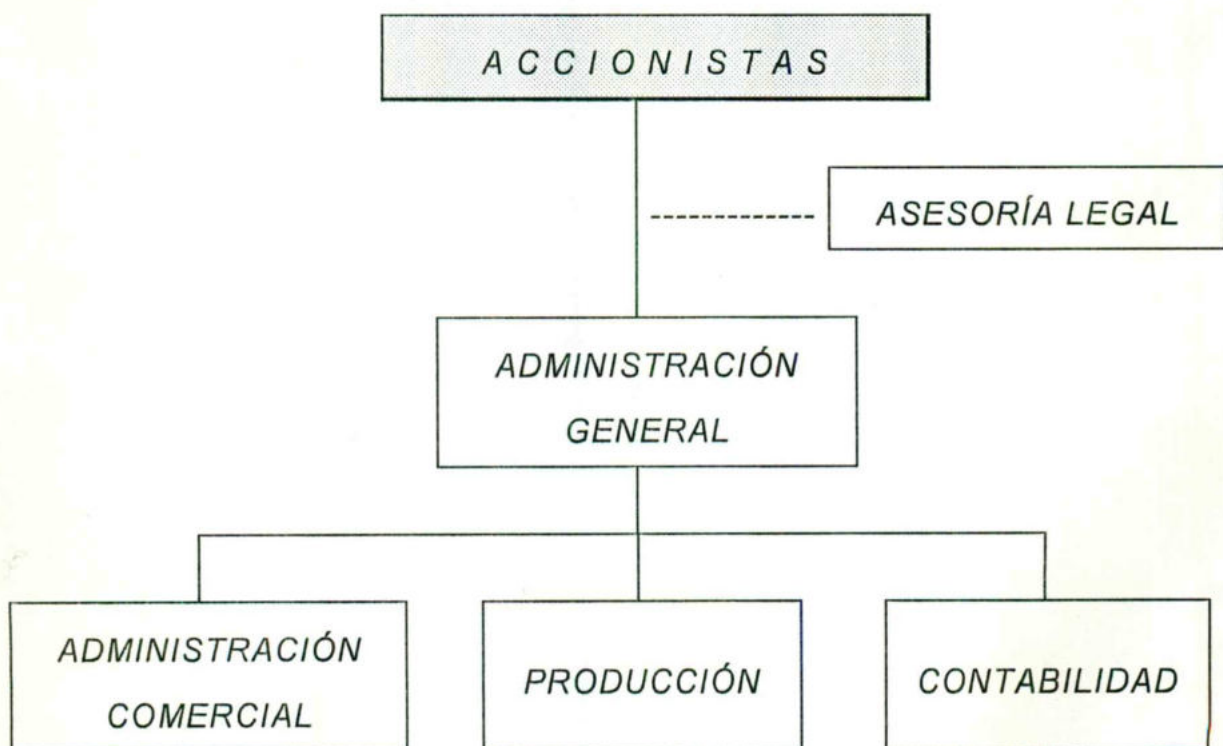 ACCIONISTAS
ASESORÍA LEGAL
ADMINISTRACIÓN
GENERAL
ADMINISTRACIÓN
COMERCIAL
PRODUCCIÓN
CONTABILIDAD